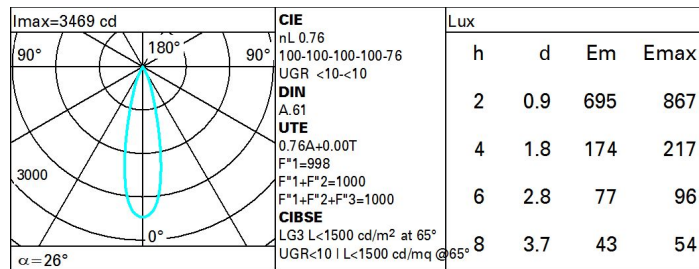 Imax=3469 cd
90°
180°
90°
3000
0°
α=26°
CIE
nL 0.76
100-100-100-100-76
UGR <10-<10
DIN
A.61
UTE
0.76A+0.00T
F"1=998
F"1+F"2=1000
F"1+F"2+F"3=1000
CIBSE
LG3 L<1500 cd/m² at 65°
UGR<10 | L<1500 cd/mq @65°
Lux
h d Em Emax
2 0.9 695 867
4 1.8 174 217
6 2.8 77 96
8 3.7 43 54